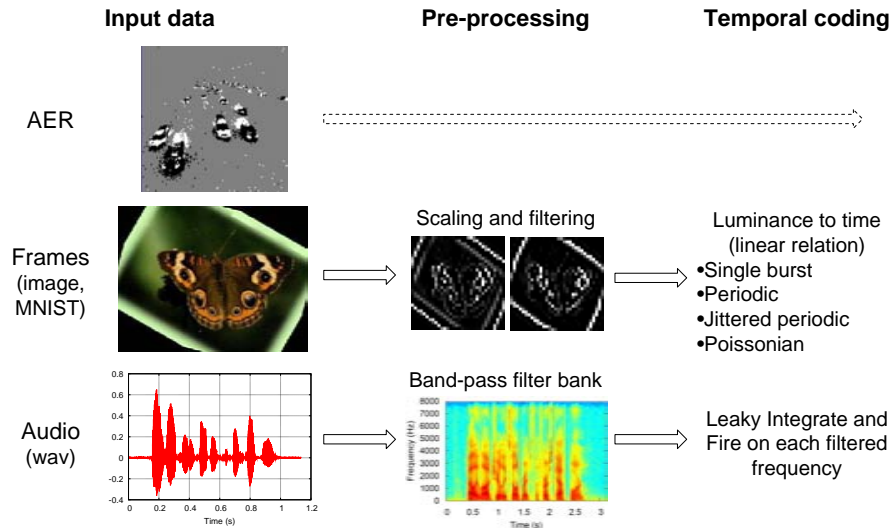 Input data
Pre-processing
Temporal coding
AER
Frames
(image,
MNIST)
Scaling and filtering
Luminance to time
(linear relation)
•Single burst
•Periodic
•Jittered periodic
•Poissonian
Audio
(wav)
0.8
0.6
0.4
0.2
0
-0.2
-0.4
0 0.2 0.4 0.6 0.8 1 1.2
Time (s)
Band-pass filter bank
Frequency (Hz)
8000
7000
6000
5000
4000
3000
2000
1000
0
0 0.5 1 1.5 2 2.5 3
Time (s)
Leaky Integrate and
Fire on each filtered
frequency